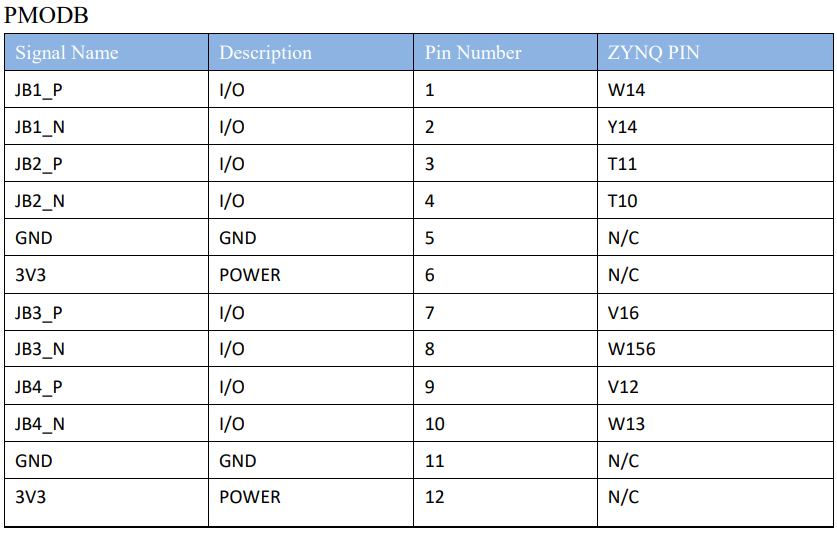 PMODB
Signal Name Description Pin Number ZYNQ PIN
JB1_P I/O 1 W14
JB1_N I/O 2 Y14
JB2_P I/O 3 T11
JB2_N I/O 4 T10
GND GND 5 N/C
3V3 POWER 6 N/C
JB3_P I/O 7 V16
JB3_N I/O 8 W156
JB4_P I/O 9 V12
JB4_N I/O 10 W13
GND GND 11 N/C
3V3 POWER 12 N/C